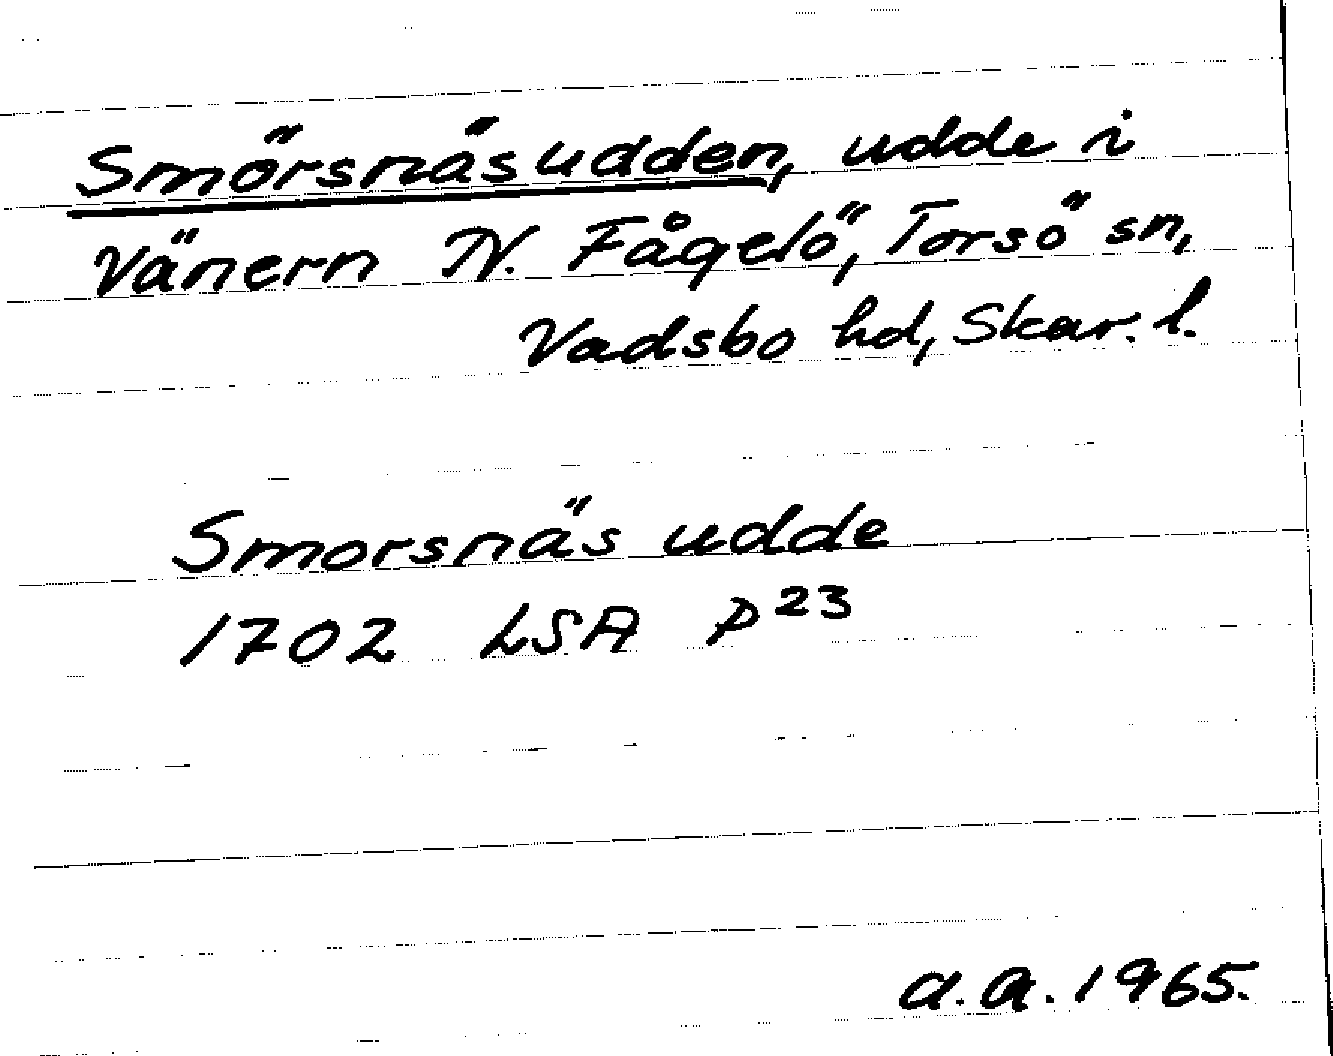 Smörsnäsudden, udde i
Vänern N. Fågelö, Torsö sn,
Vadsbo hd, Skar. l.
Smorsnäs udde
1702 LSA P23
a.a. 1965.